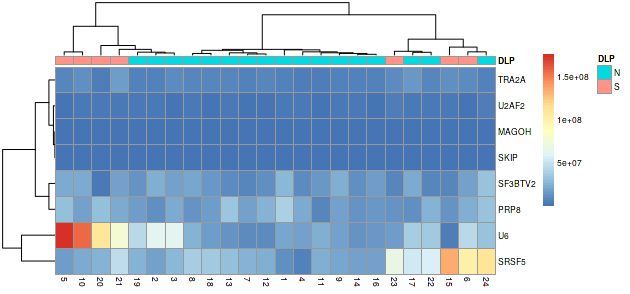 DLP
DLP
N
S
TRA2A
U2AF2
MAGOH
SKIP
SF3BTV2
PRP8
U6
SRSF5
1.5e+08
1e+08
5e+07
5 10 20 21 19 2 3 8 18 13 7 12 1 4 11 9 14 16 23 17 22 15 6 24